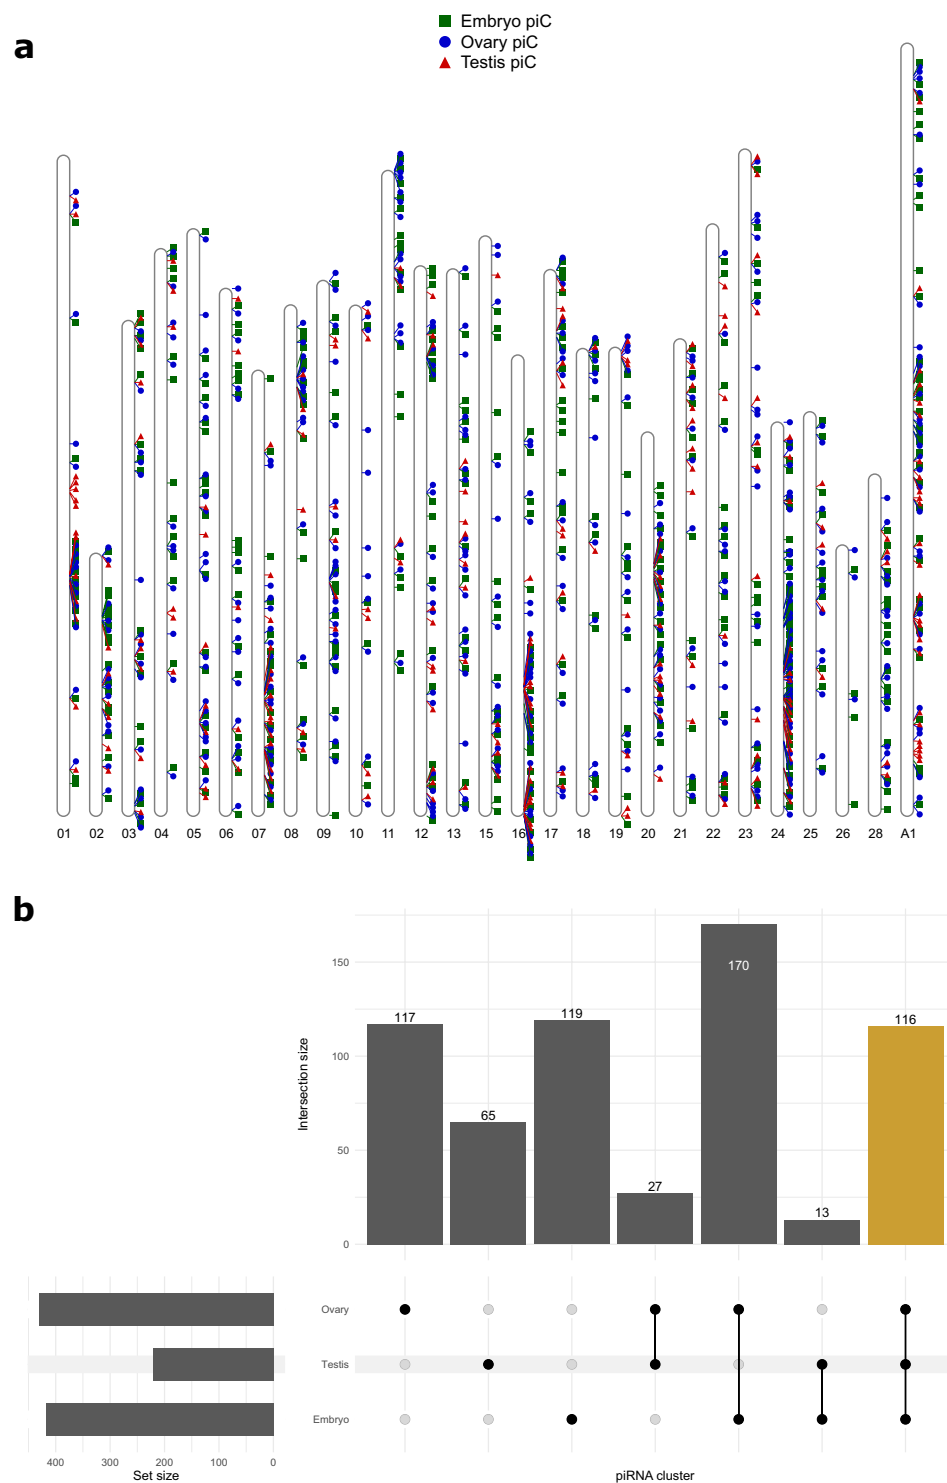 a
Embryo piC
Ovary piC
Testis piC
01 02 03 04 05 06 07 08 09 10 11 12 13 15 16 17 18 19 20 21 22 23 24 25 26 28 A1
b
Intersection size
150
100
50
0
117
65
119
27
170
13
116
Ovary
Testis
Embryo
400 300 200 100 0
Set size
piRNA cluster